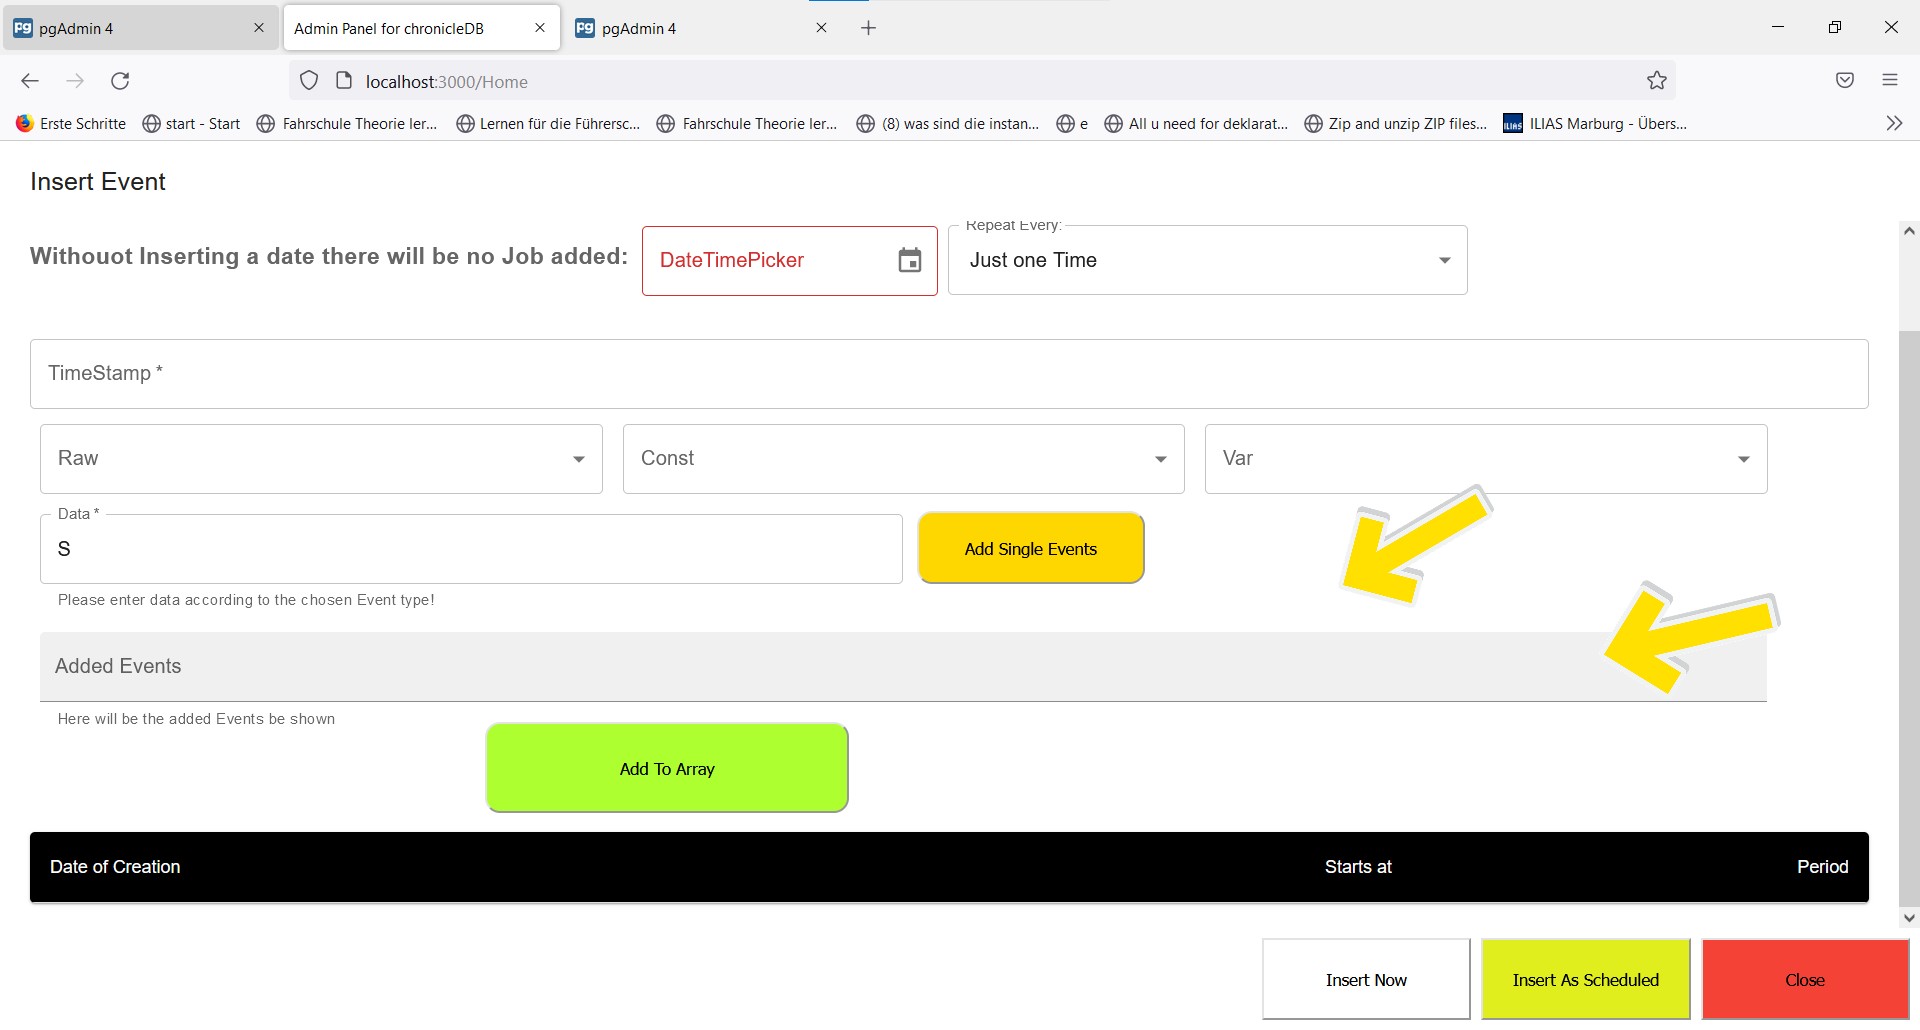 pgAdmin 4
Admin Panel for chronicleDB
pgAdmin 4
localhost:3000/Home
Erste Schritte
start - Start
Fahrschule Theorie ler...
Lernen für die Führersc...
Fahrschule Theorie ler...
(8) was sind die instan...
e
All u need for deklarat...
Zip and unzip ZIP files...
ILIAS
ILIAS Marburg - Übers...
Insert Event
Withouot Inserting a date there will be no Job added:
DateTimePicker
Repeat Every:
Just one Time
TimeStamp *
Raw
Const
Var
Data *
S
Add Single Events
Please enter data according to the chosen Event type!
Added Events
Here will be the added Events be shown
Add To Array
Date of Creation
Starts at
Period
Insert Now
Insert As Scheduled
Close